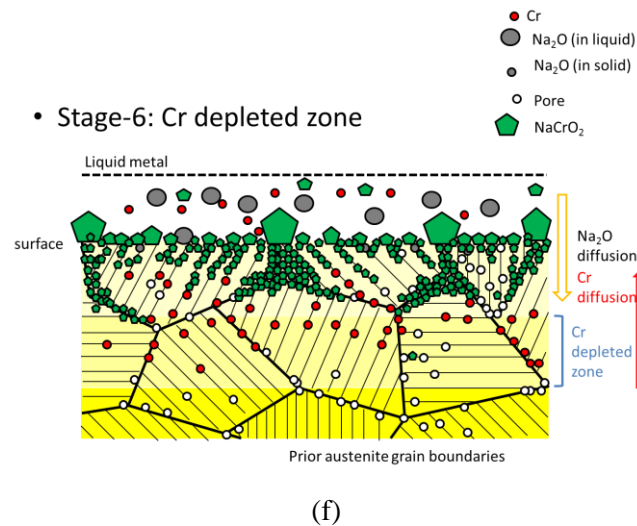 Cr
Na₂O (in liquid)
Na₂O (in solid)
Pore
NaCrO₂
• Stage-6: Cr depleted zone
Liquid metal
surface
Na₂O
diffusion
Cr
diffusion
Cr
depleted
zone
Prior austenite grain boundaries
(f)